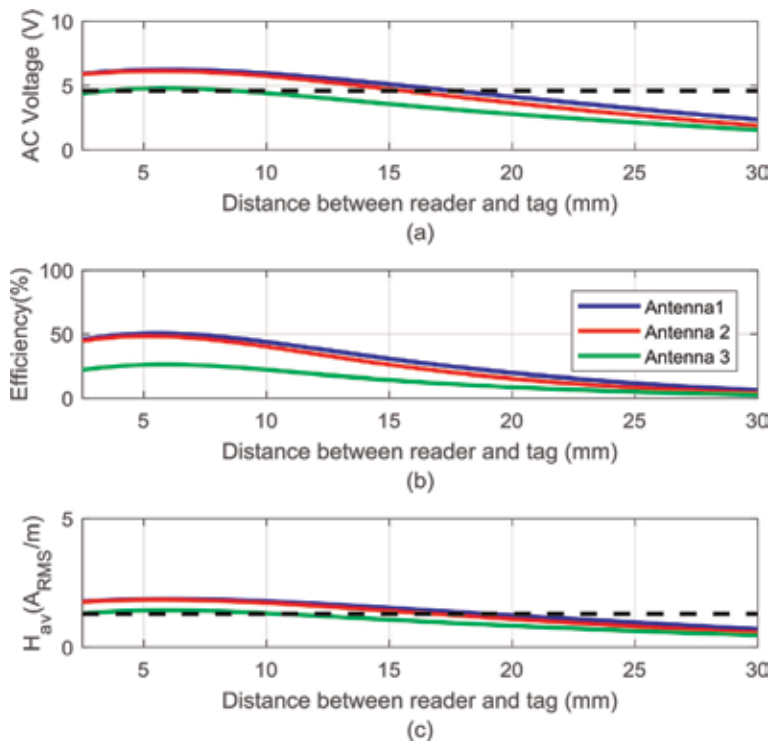 10
5
0
AC Voltage (V)
5 10 15 20 25 30
Distance between reader and tag (mm)
(a)
100
50
0
Efficiency(%)
Antenna1
Antenna 2
Antenna 3
5 10 15 20 25 30
Distance between reader and tag (mm)
(b)
5
0
H_av(A_RMS/m)
5 10 15 20 25 30
Distance between reader and tag (mm)
(c)